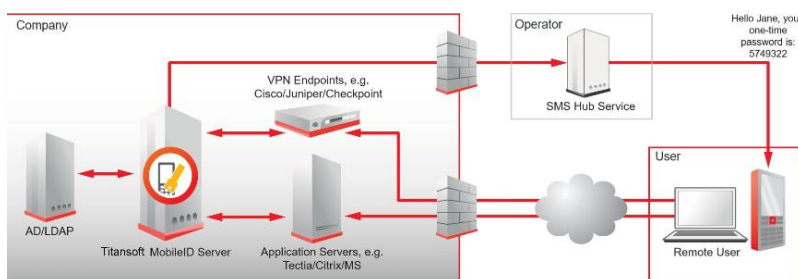 Company
Operator
Hello Jane, you
one-time
password is:
5749322
VPN Endpoints, e.g.
Cisco/Juniper/Checkpoint
SMS Hub Service
User
AD/LDAP
Titansoft MobileID Server
Application Servers, e.g.
Tectia/Citrix/MS
Remote User